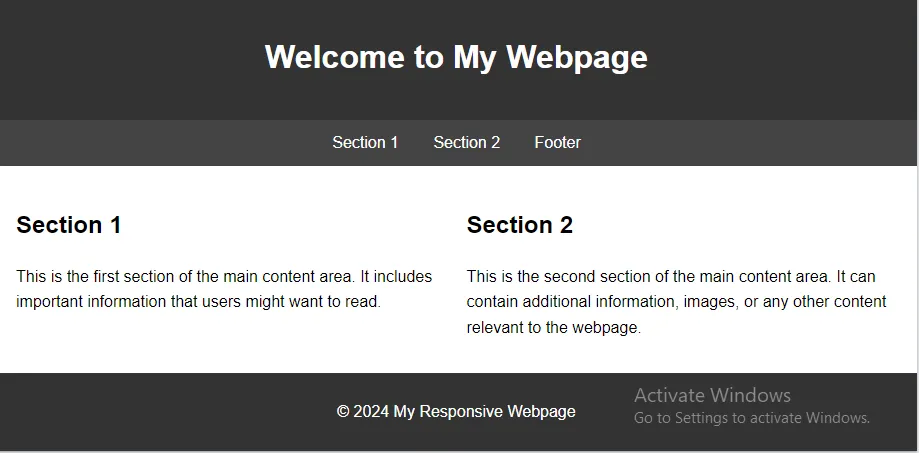 Welcome to My Webpage
Section 1 Section 2 Footer
Section 1
This is the first section of the main content area. It includes
important information that users might want to read.
Section 2
This is the second section of the main content area. It can
contain additional information, images, or any other content
relevant to the webpage.
© 2024 My Responsive Webpage
Activate Windows
Go to Settings to activate Windows.